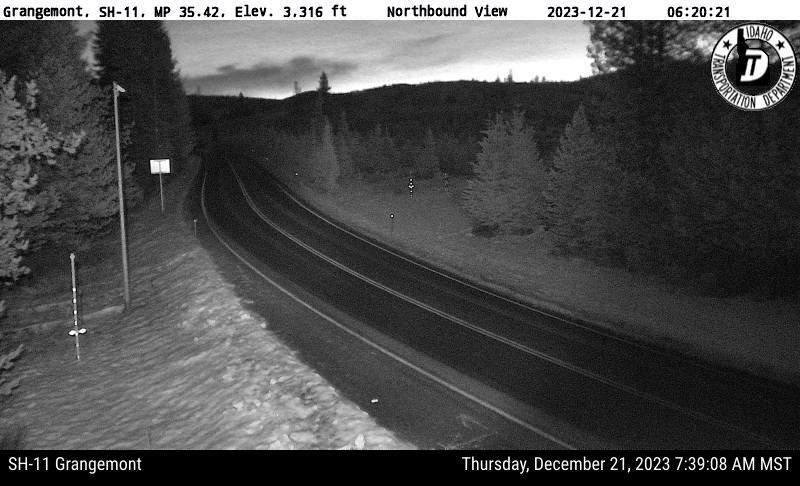 Grangemont, SH-11, MP 35.42, Elev. 3,316 ft Northbound View 2023-12-21 06:20:21
IDAHO
TRANSPORTATION DEPARTMENT
SH-11 Grangemont Thursday, December 21, 2023 7:39:08 AM MST